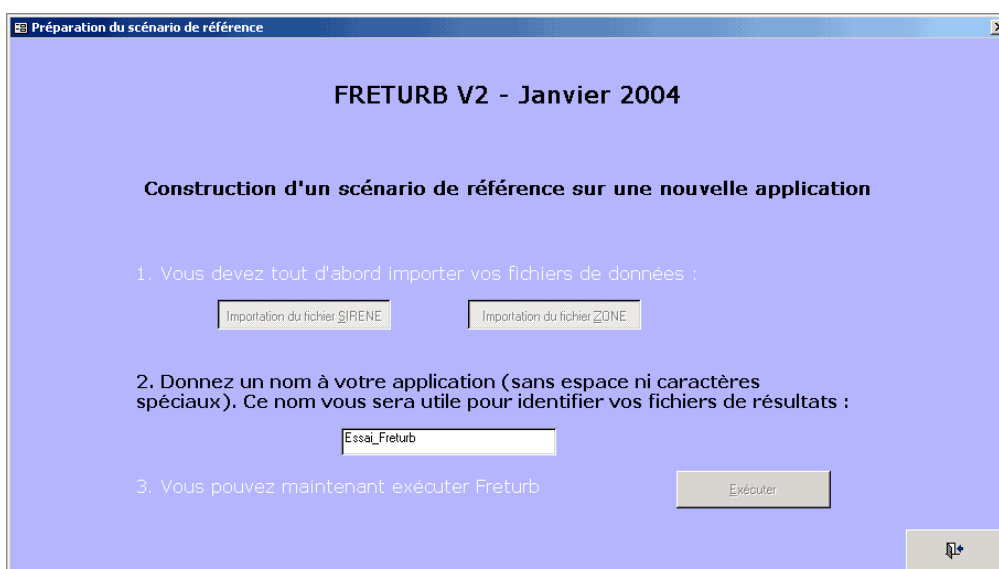 Préparation du scénario de référence
FRETURB V2 - Janvier 2004
Construction d'un scénario de référence sur une nouvelle application
1. Vous devez tout d'abord importer vos fichiers de données :
Importation du fichier SIRENE
Importation du fichier ZONE
2. Donnez un nom à votre application (sans espace ni caractères
spéciaux). Ce nom vous sera utile pour identifier vos fichiers de résultats :
Essai_Freturb
3. Vous pouvez maintenant exécuter Freturb
Exécuter